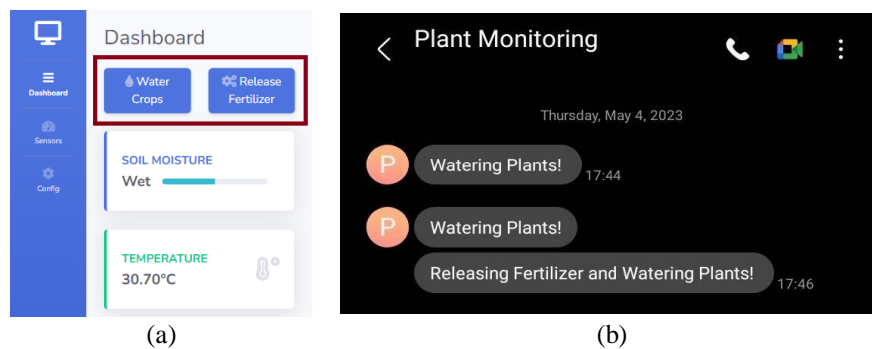 Dashboard
Sensors
Config
Dashboard
Water
Crops
Release
Fertilizer
SOIL MOISTURE
Wet
TEMPERATURE
30.70°C
(a)
Plant Monitoring
Thursday, May 4, 2023
P
Watering Plants!
17:44
P
Watering Plants!
Releasing Fertilizer and Watering Plants!
17:46
(b)